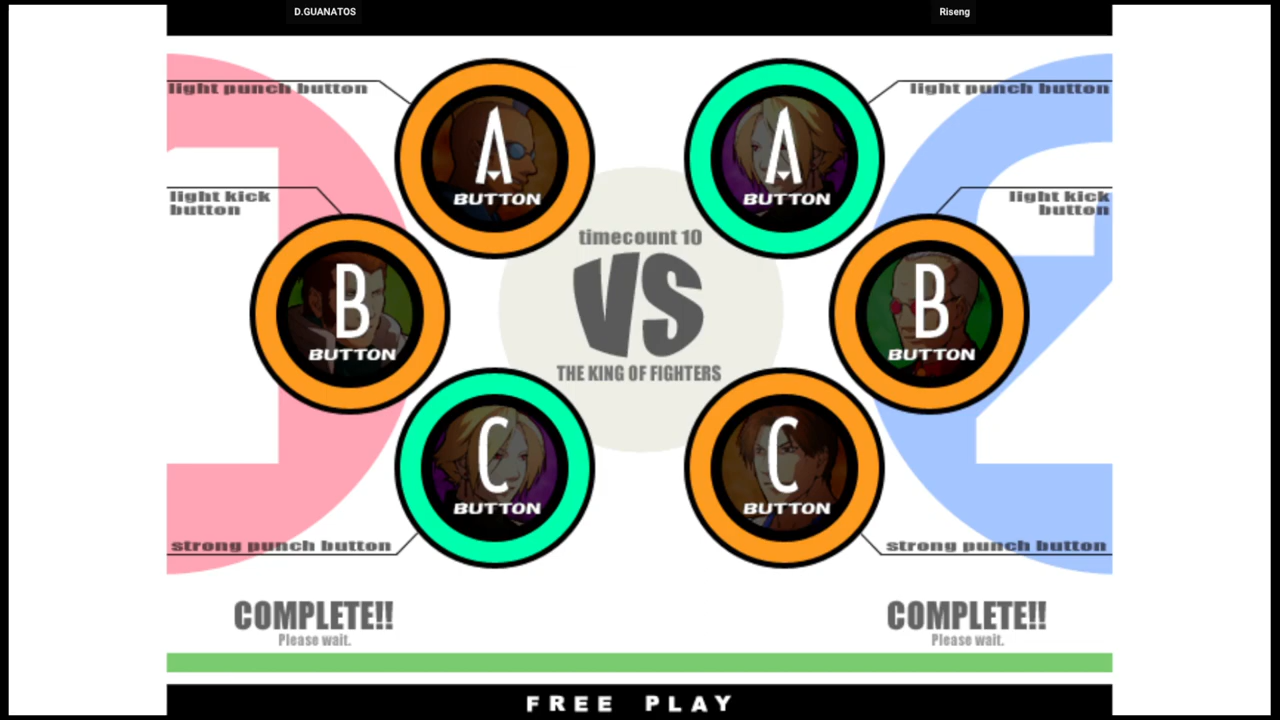 D.GUANATOS
Riseng
light punch button
light punch button
A
BUTTON
A
BUTTON
light kick
button
light kick
button
timecount 10
VS
THE KING OF FIGHTERS
B
BUTTON
B
BUTTON
C
BUTTON
C
BUTTON
strong punch button
strong punch button
COMPLETE!!
Please wait.
COMPLETE!!
Please wait.
FREE PLAY